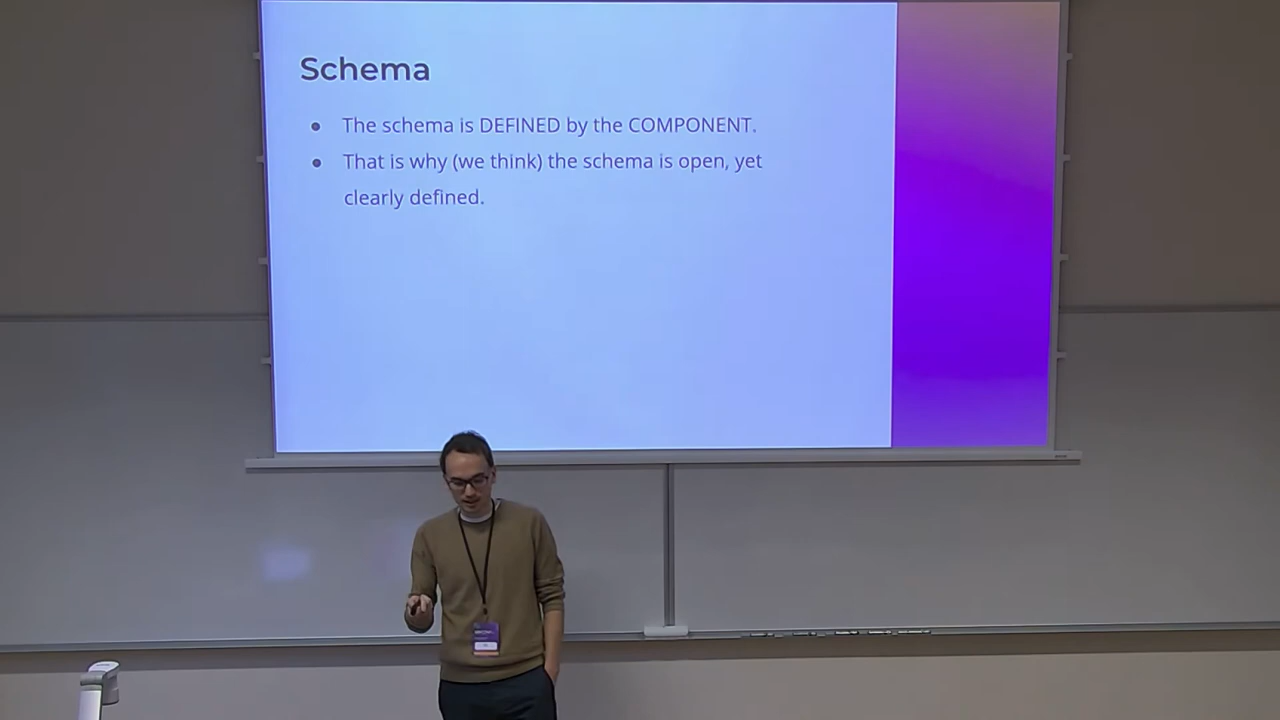 Schema
● The schema is DEFINED by the COMPONENT.
● That is why (we think) the schema is open, yet
clearly defined.